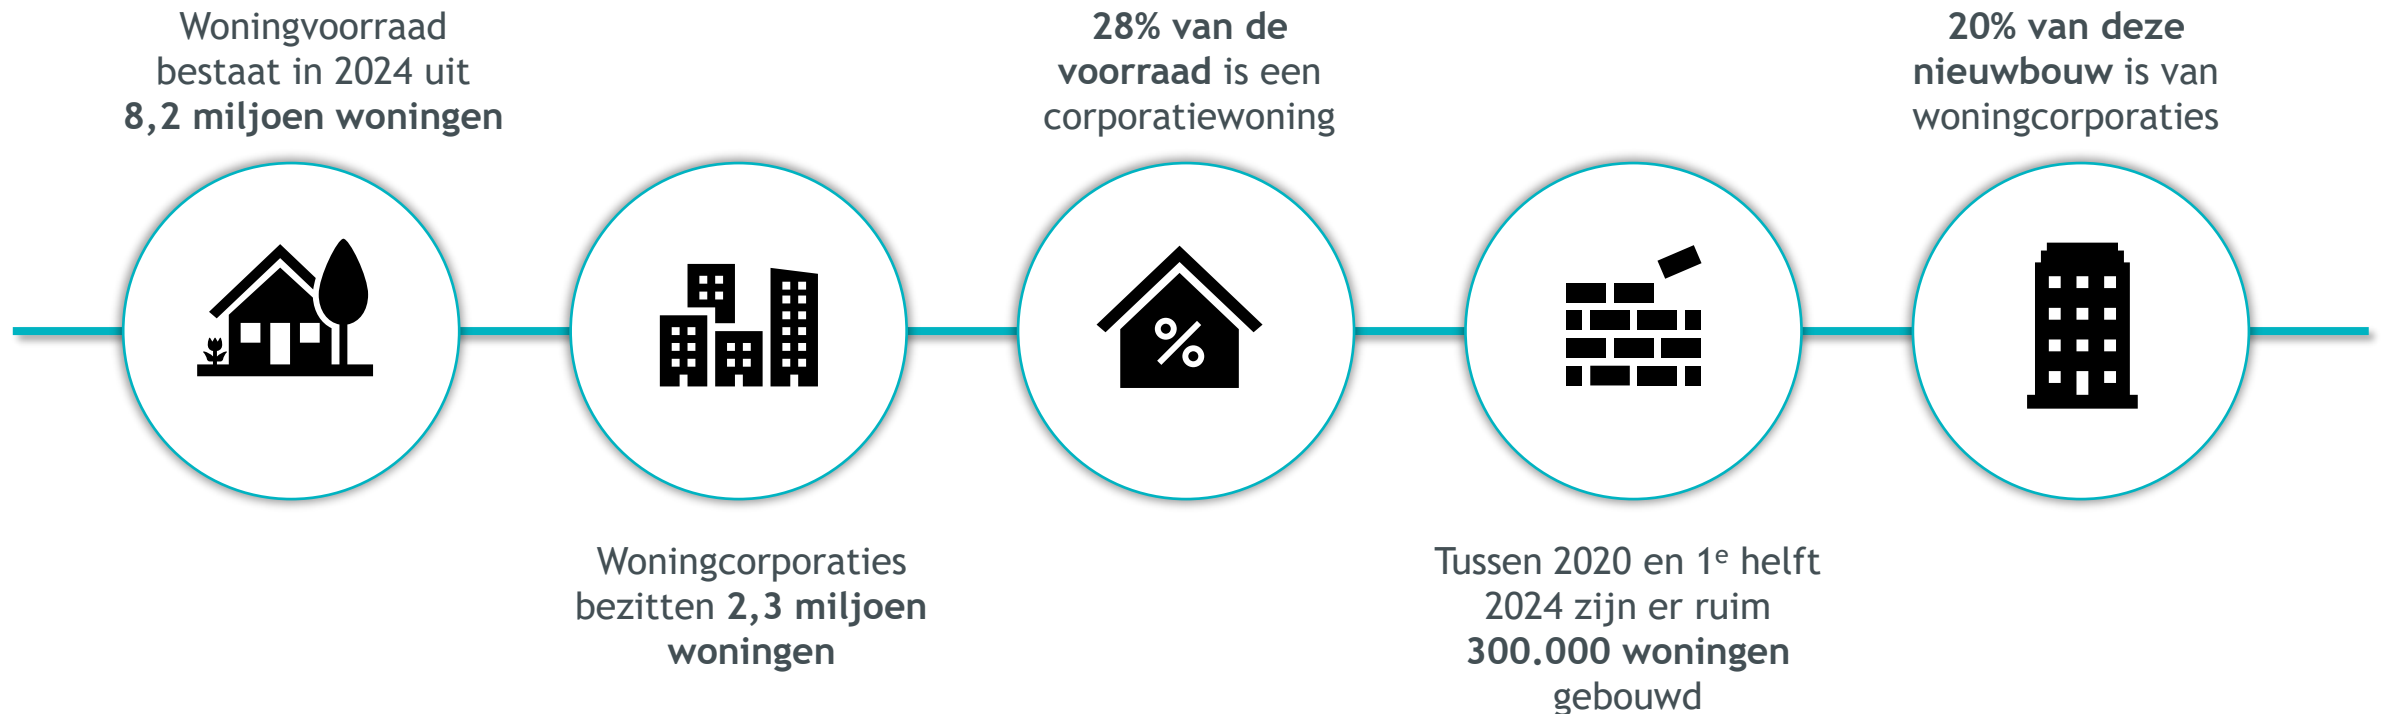 Woningvoorraad
bestaat in 2024 uit
8,2 miljoen woningen
Woningcorporaties
bezitten 2,3 miljoen
woningen
28% van de
voorraad is een
corporatiewoning
Tussen 2020 en 1e helft
2024 zijn er ruim
300.000 woningen
gebouwd
20% van deze
nieuwbouw is van
woningcorporaties